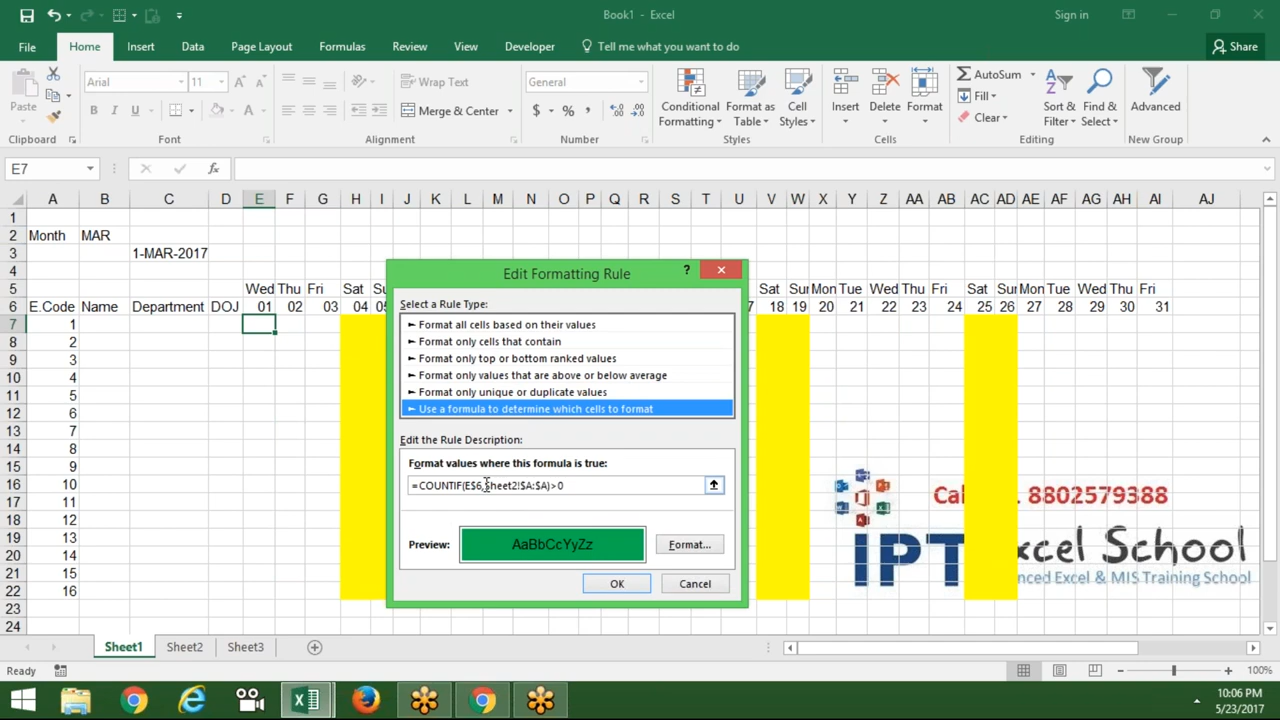 Book1 - Excel
Sign in
File Home Insert Data Page Layout Formulas Review View Developer Tell me what you want to do Share
Paste Arial 11 Wrap Text General Conditional Formatting Format as Table Cell Styles Insert Delete Format AutoSum Fill Clear Sort & Filter Find & Select Advanced
Merge & Center $ % ,
Clipboard Font Alignment Number Styles Cells Editing New Group
E7 fx
A B C D E F G H I J K L M N O P Q R S T U V W X Y Z AA AB AC AD AE AF AG AH AI AJ
1
2 Month MAR
3 1-MAR-2017
4
5 Wed Thu Fri Sat Sat Sun Mon Tue Wed Thu Fri Sat Sun Mon Tue Wed Thu Fri
6 E.Code Name Department DOJ 01 02 03 04 18 19 20 21 22 23 24 25 26 27 28 29 30 31
7 1
8 2
9 3
10 4
11 5
12 6
13 7
14 8
15 9
16 10
17 11
18 12
19 13
20 14
21 15
22 16
23
24
Edit Formatting Rule
?
Select a Rule Type:
► Format all cells based on their values
► Format only cells that contain
► Format only top or bottom ranked values
► Format only values that are above or below average
► Format only unique or duplicate values
► Use a formula to determine which cells to format
Edit the Rule Description:
Format values where this formula is true:
=COUNTIF(E$6,Sheet2!$A:$A)>0
Preview: AaBbCcYyZz Format...
OK Cancel
8802579388
Excel School
Advanced Excel & MIS Training School
Sheet1 Sheet2 Sheet3
Ready 100%
10:06 PM
5/23/2017